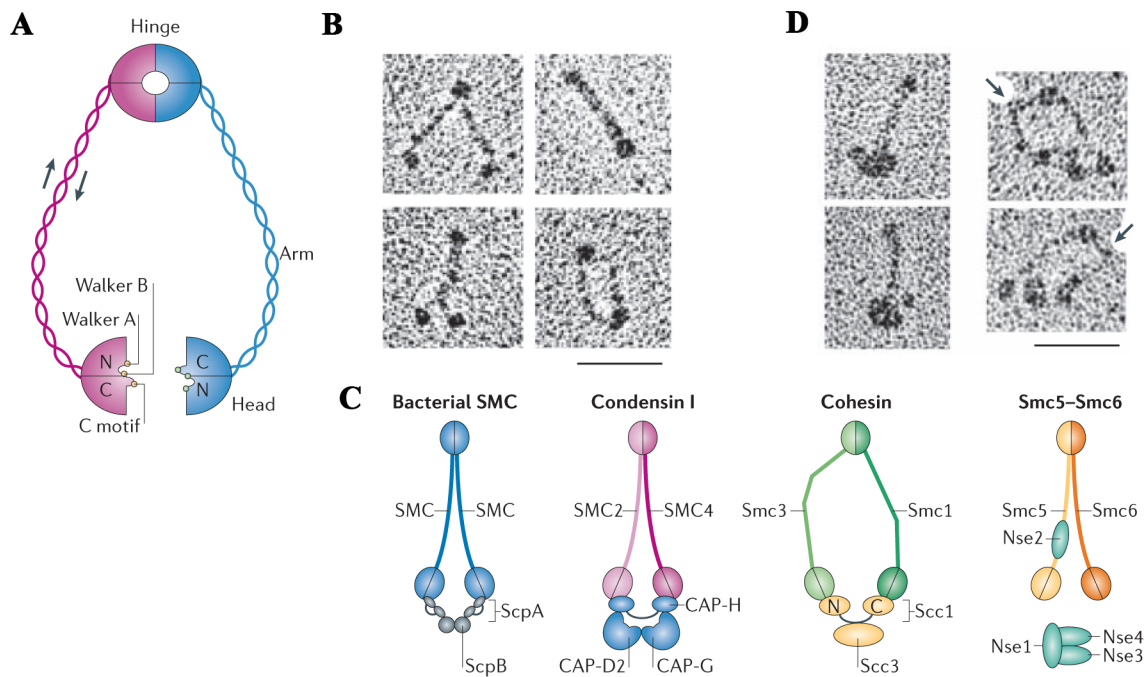 A
Hinge
Arm
Walker B
Walker A
N
C
C
N
C motif
Head
B
D
C
Bacterial SMC
SMC
SMC
ScpA
ScpB
Condensin I
SMC2
SMC4
CAP-H
CAP-D2
CAP-G
Cohesin
Smc3
Smc1
N
C
Scc1
Scc3
Smc5–Smc6
Smc5
Smc6
Nse2
Nse1
Nse4
Nse3